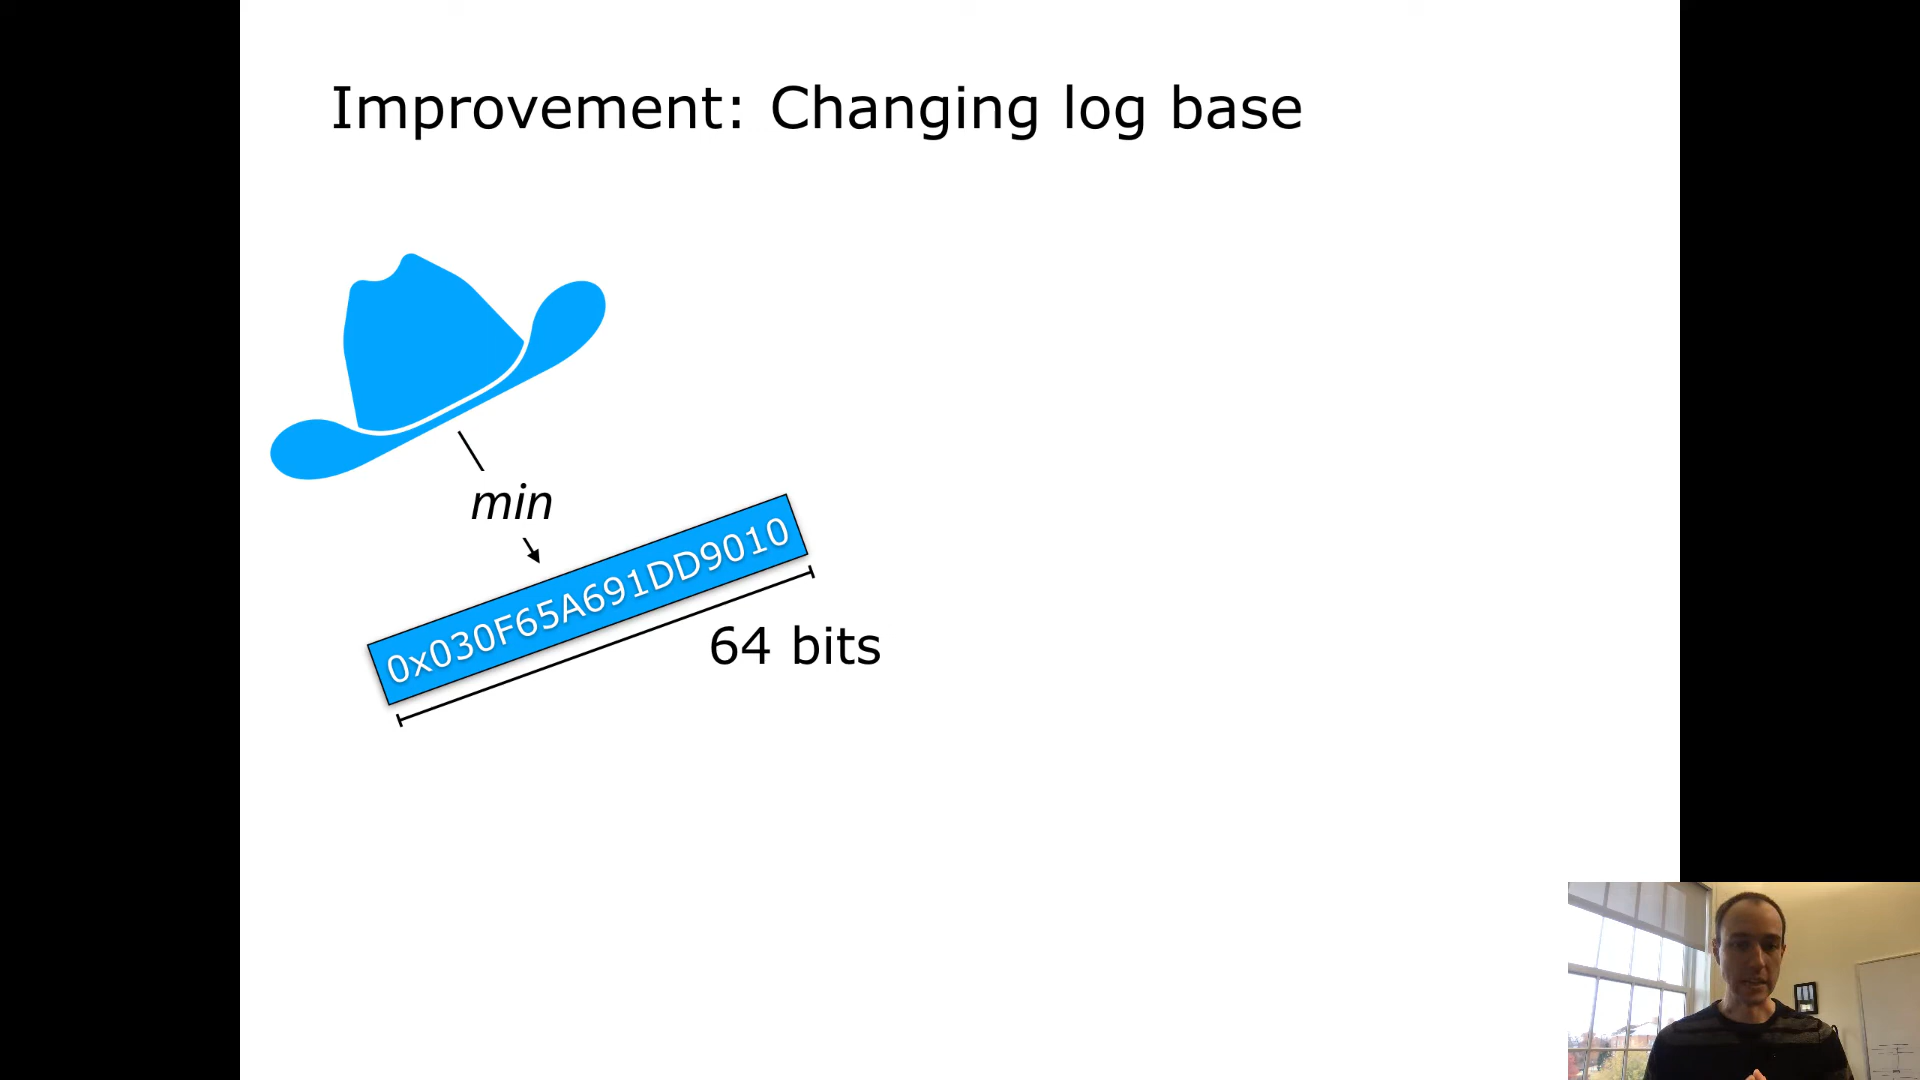 Improvement: Changing log base
min
0x030F65A691DD9010
64 bits